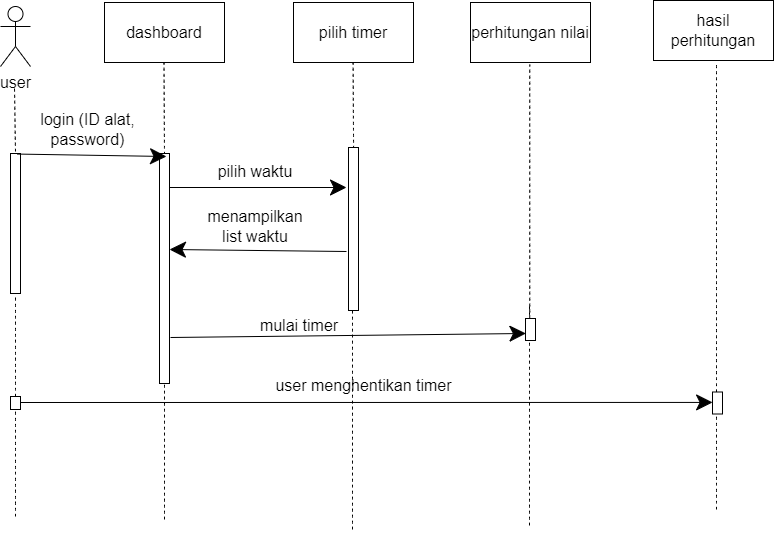 dashboard
pilih timer
perhitungan nilai
hasil
perhitungan
user
login (ID alat,
password)
pilih waktu
menampilkan
list waktu
mulai timer
user menghentikan timer